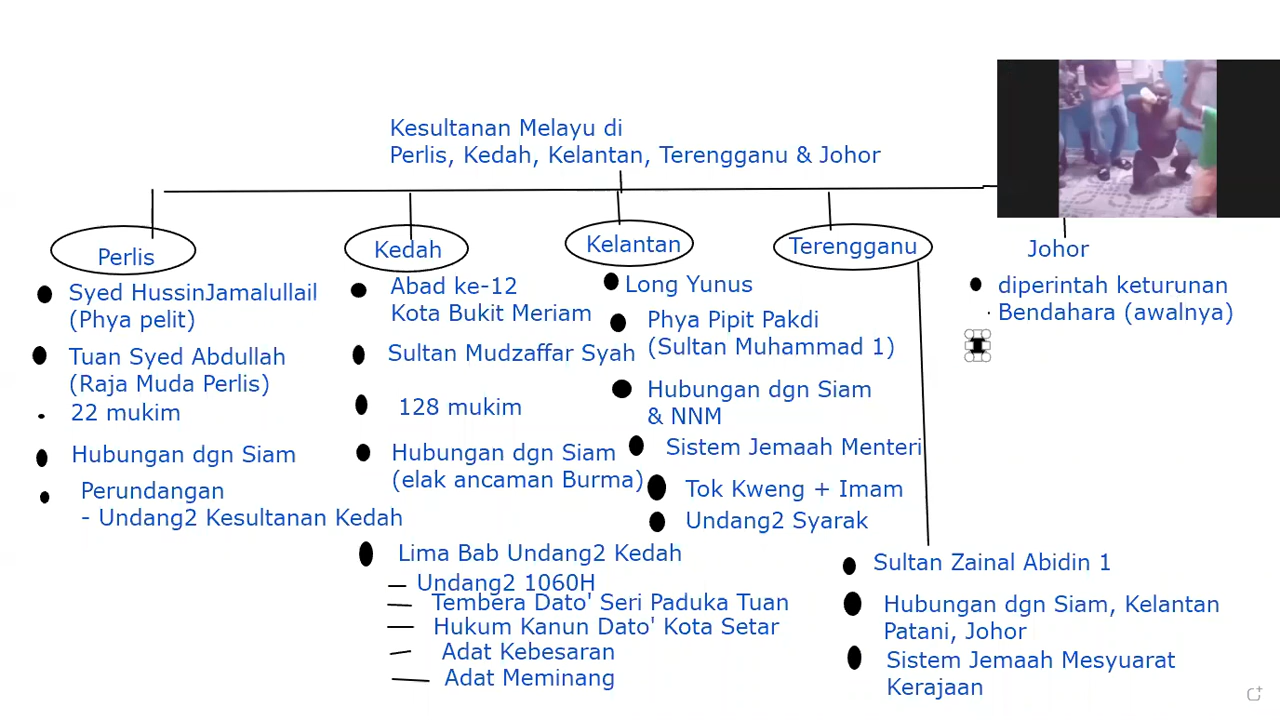 Kesultanan Melayu di
Perlis, Kedah, Kelantan, Terengganu & Johor
Perlis
Syed HussinJamalullail
(Phya pelit)
Tuan Syed Abdullah
(Raja Muda Perlis)
22 mukim
Hubungan dgn Siam
Perundangan
- Undang2 Kesultanan Kedah
Kedah
Abad ke-12
Kota Bukit Meriam
Sultan Mudzaffar Syah
128 mukim
Hubungan dgn Siam
(elak ancaman Burma)
Lima Bab Undang2 Kedah
Undang2 1060H
Tembera Dato' Seri Paduka Tuan
Hukum Kanun Dato' Kota Setar
Adat Kebesaran
Adat Meminang
Kelantan
Long Yunus
Phya Pipit Pakdi
(Sultan Muhammad 1)
Hubungan dgn Siam
& NNM
Sistem Jemaah Menteri
Tok Kweng + Imam
Undang2 Syarak
Terengganu
Sultan Zainal Abidin 1
Hubungan dgn Siam, Kelantan
Patani, Johor
Sistem Jemaah Mesyuarat
Kerajaan
Johor
diperintah keturunan
Bendahara (awalnya)